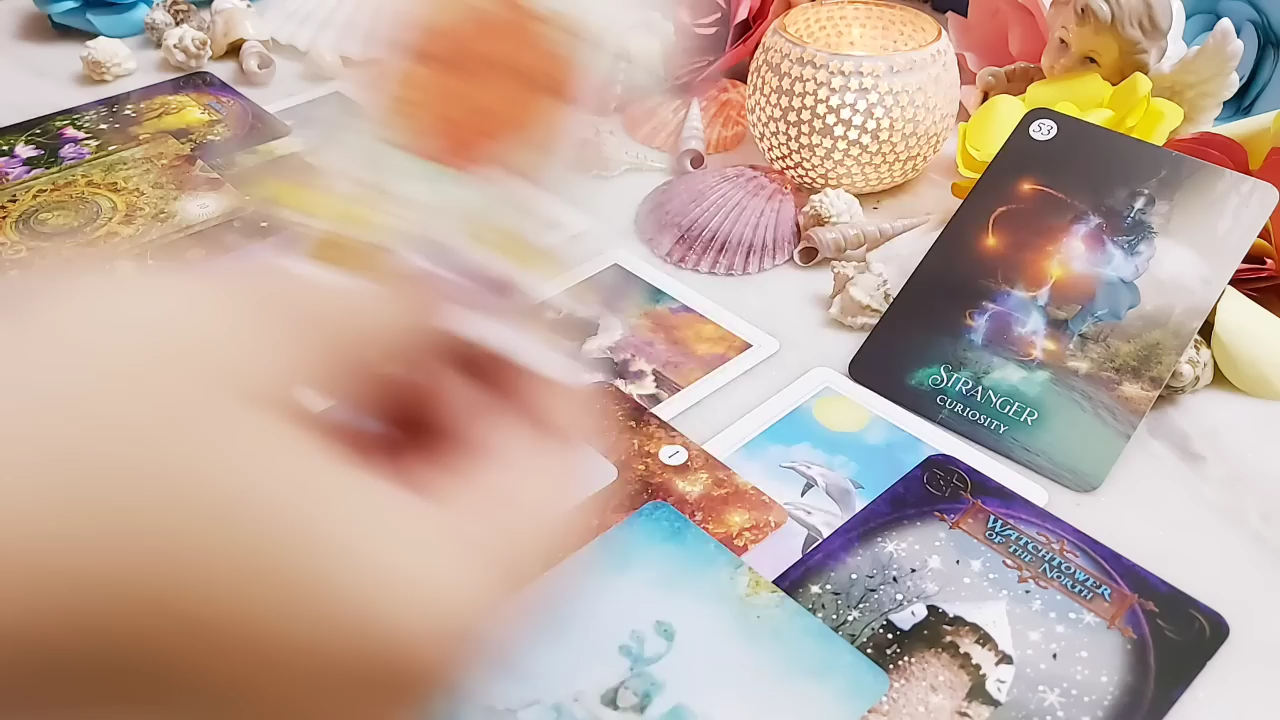 53
STRANGER
CURIOSITY
1
WATCHTOWER
OF THE NORTH